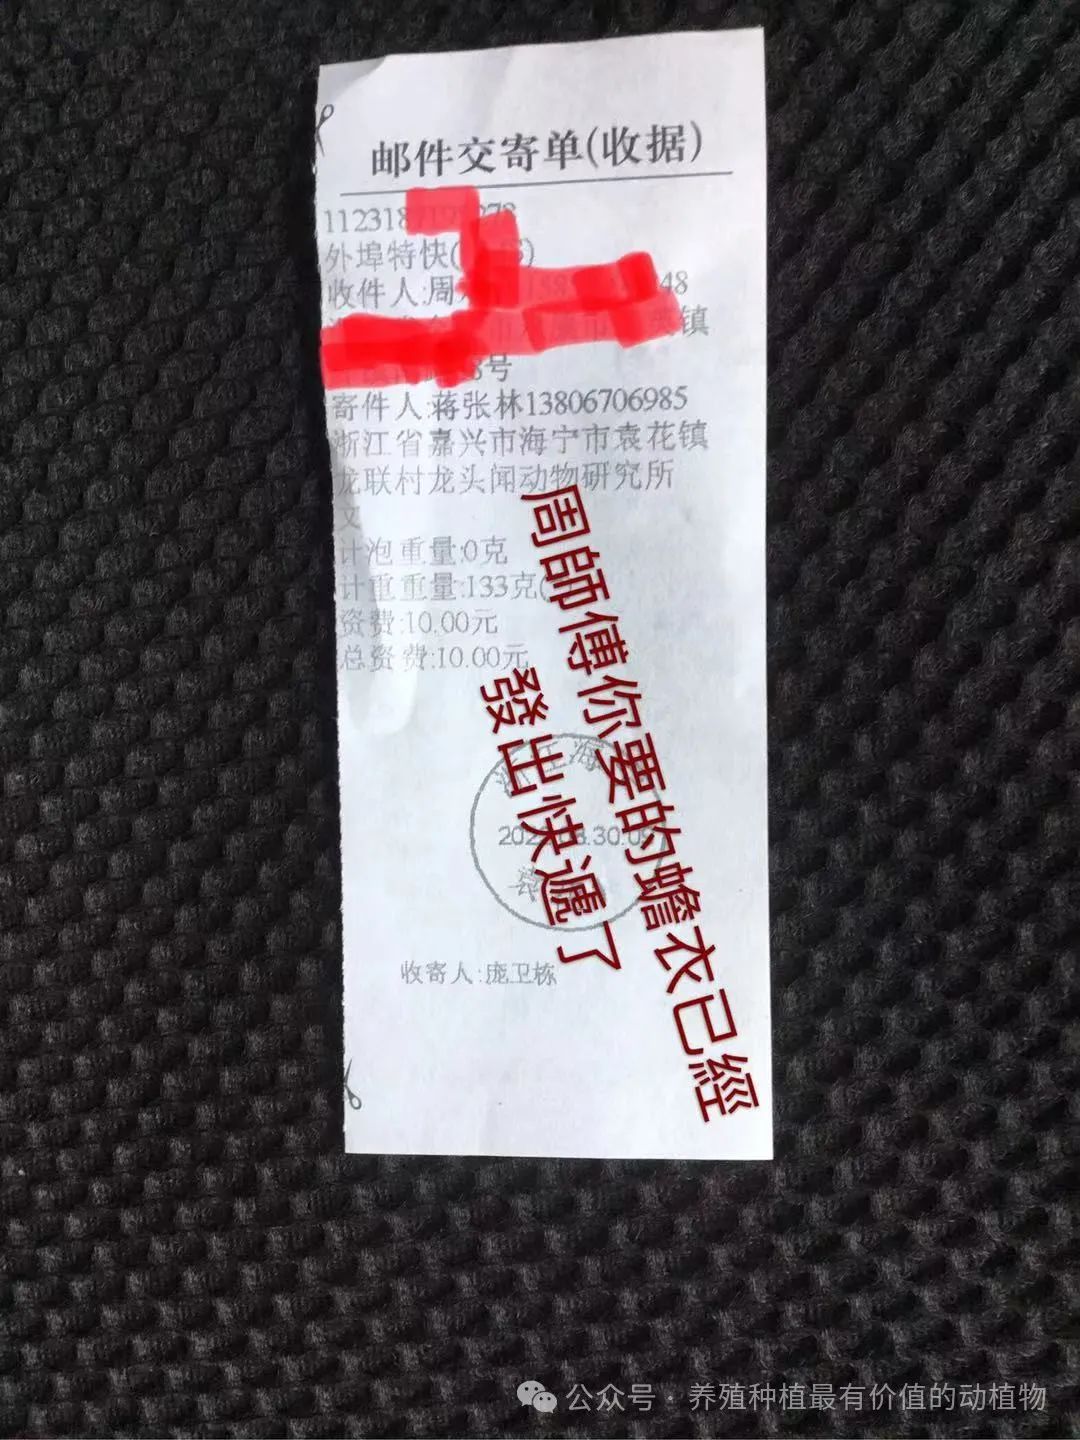 邮件交寄单(收据)
外埠特快(
收件人:周
镇
号
寄件人:蒋张林13806706985
浙江省嘉兴市海宁市袁花镇
龙联村龙头闻动物研究所
文
计泡重量:0克
计重重量:133克(
资费:10.00元
总资费:10.00元
周師傅你要的蟾衣已經
發出快遞了
收寄人:庞卫栋
公众号·养殖种植最有价值的动植物